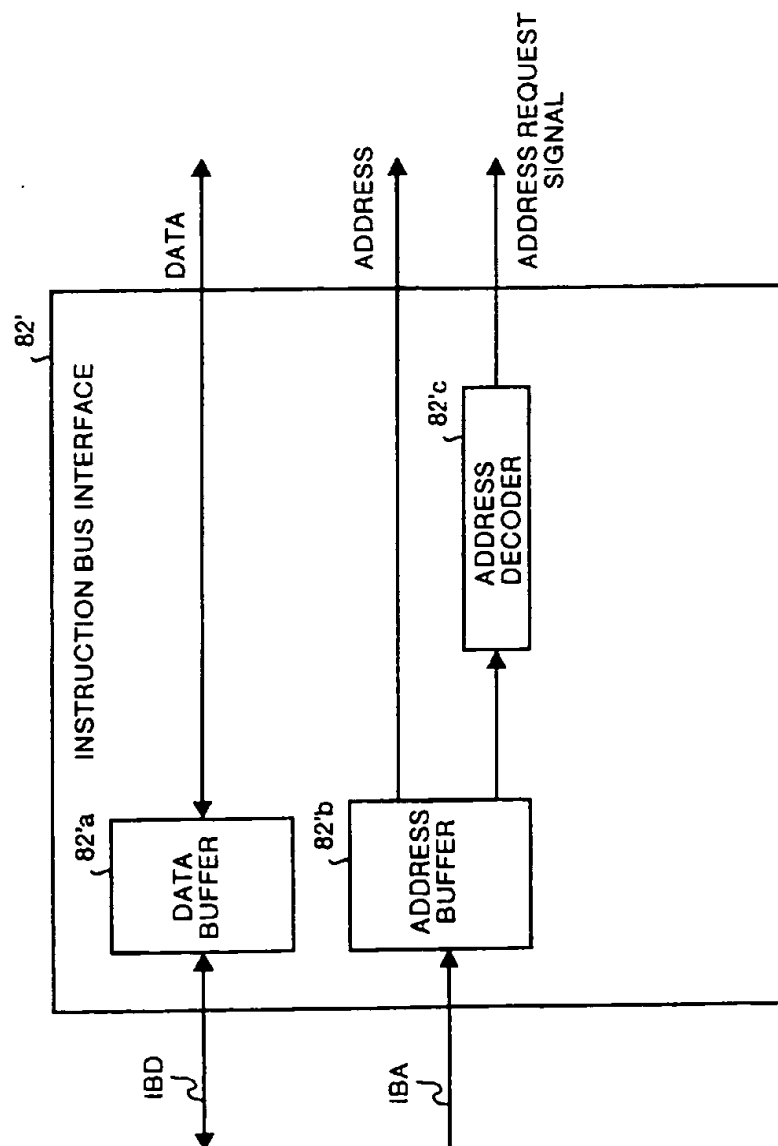 82'
INSTRUCTION BUS INTERFACE
82'a
DATA
BUFFER
IBD
DATA
82'b
ADDRESS
BUFFER
IBA
ADDRESS
82'c
ADDRESS
DECODER
ADDRESS REQUEST
SIGNAL